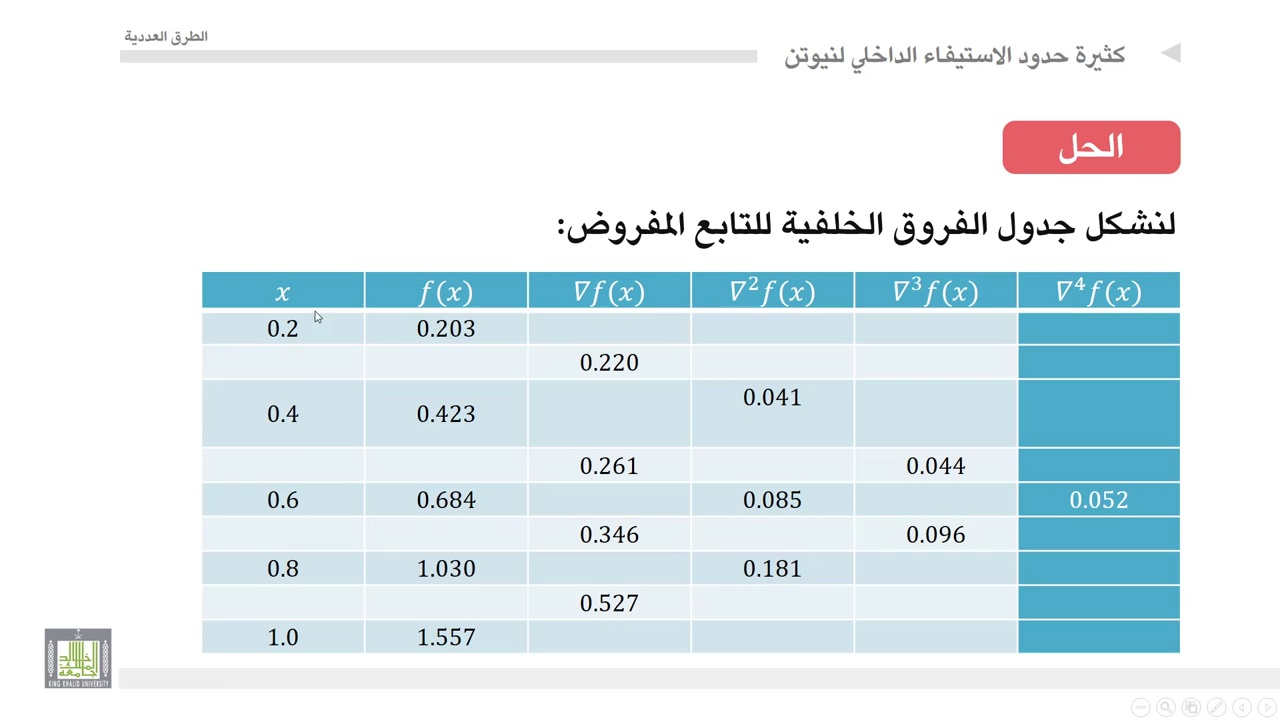 الطرق العددية
كثيرة حدود الاستيفاء الداخلي لنيوتن
الحل
لنشكل جدول الفروق الخلفية للتابع المفروض:
x f(x) ∇f(x) ∇²f(x) ∇³f(x) ∇⁴f(x)
0.2 0.203
0.220
0.4 0.423 0.041
0.261 0.044
0.6 0.684 0.085 0.052
0.346 0.096
0.8 1.030 0.181
0.527
1.0 1.557
KING KHALID UNIVERSITY